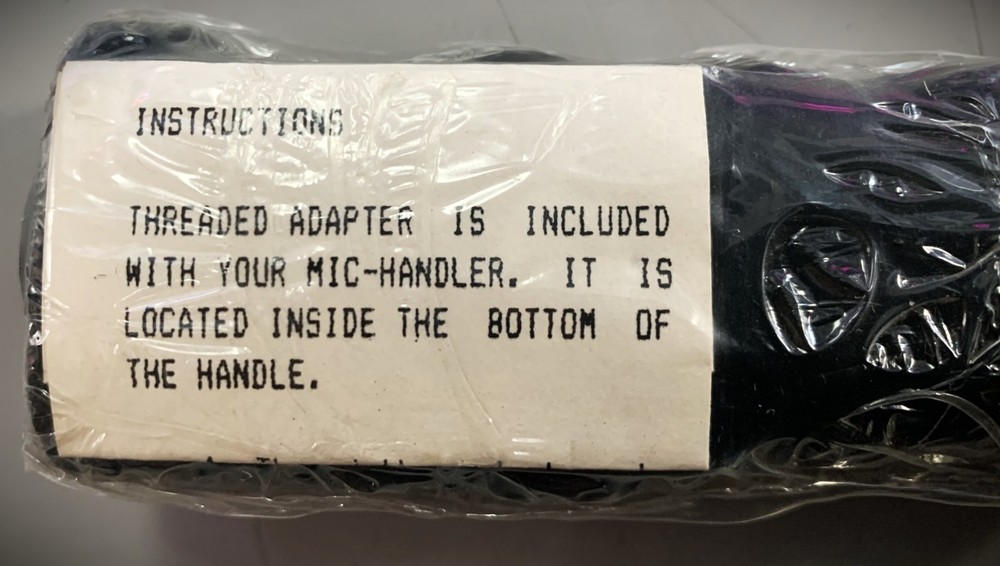 INSTRUCTIONS
THREADED ADAPTER IS INCLUDED
WITH YOUR MIC-HANDLER. IT IS
LOCATED INSIDE THE BOTTOM OF
THE HANDLE.